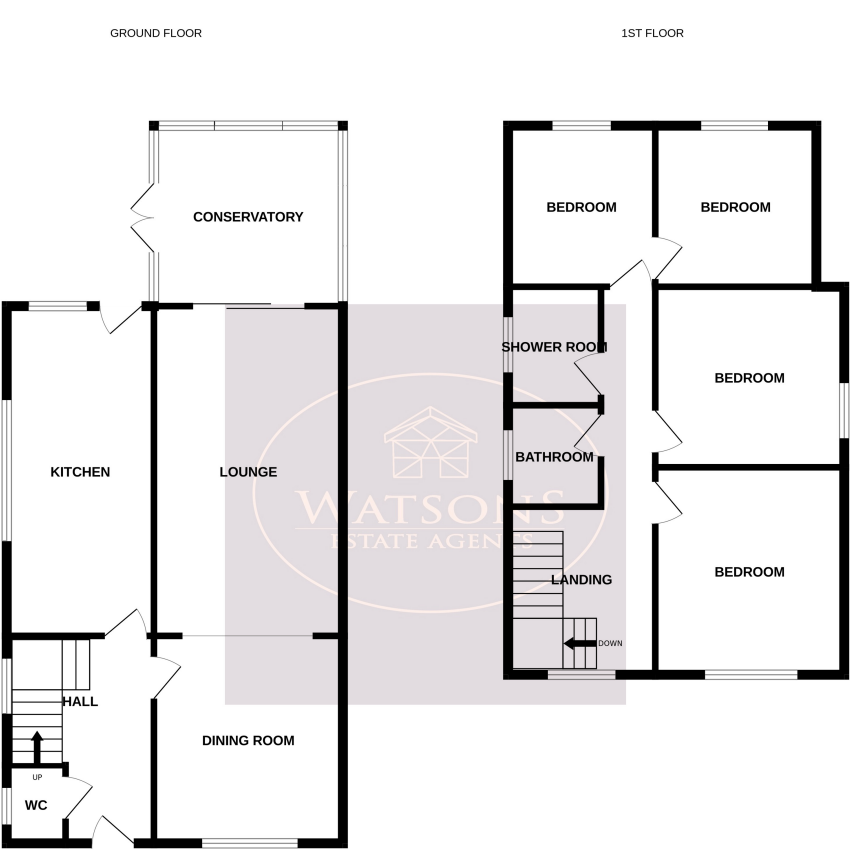 GROUND FLOOR
1ST FLOOR
CONSERVATORY
KITCHEN
LOUNGE
HALL
DINING ROOM
UP
WC
BEDROOM
BEDROOM
SHOWER ROOM
BEDROOM
BATHROOM
LANDING
BEDROOM
DOWN
WATSONS
ESTATE AGENTS